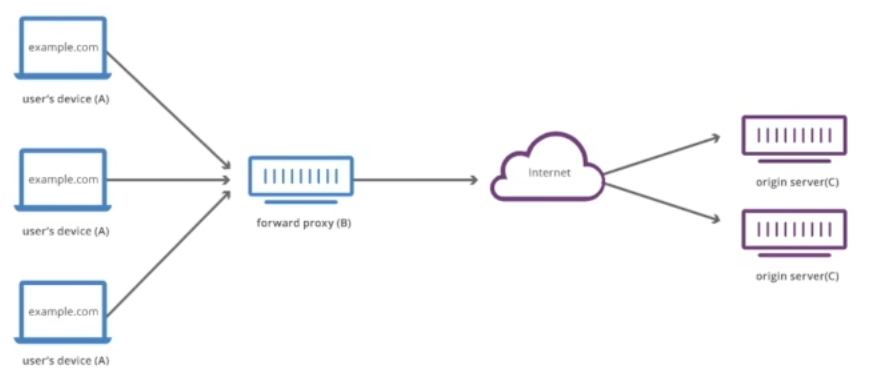 example.com
user's device (A)
example.com
user's device (A)
example.com
user's device (A)
forward proxy (B)
Internet
origin server(C)
origin server(C)